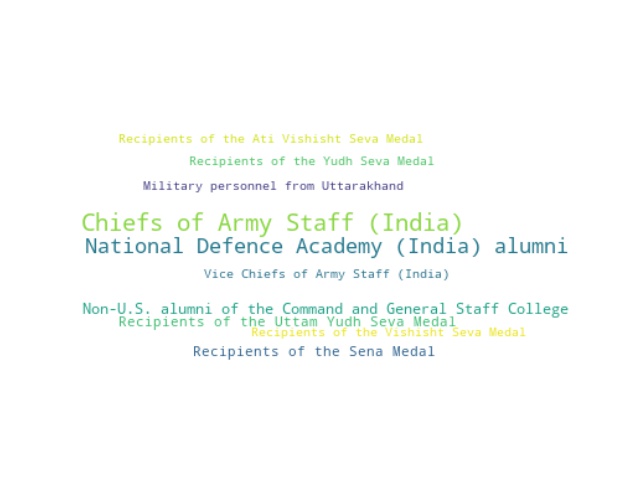 Recipients of the Ati Vishisht Seva Medal
Recipients of the Yudh Seva Medal
Military personnel from Uttarakhand
Chiefs of Army Staff (India)
National Defence Academy (India) alumni
Vice Chiefs of Army Staff (India)
Non-U.S. alumni of the Command and General Staff College
Recipients of the Uttam Yudh Seva Medal
Recipients of the Vishisht Seva Medal
Recipients of the Sena Medal